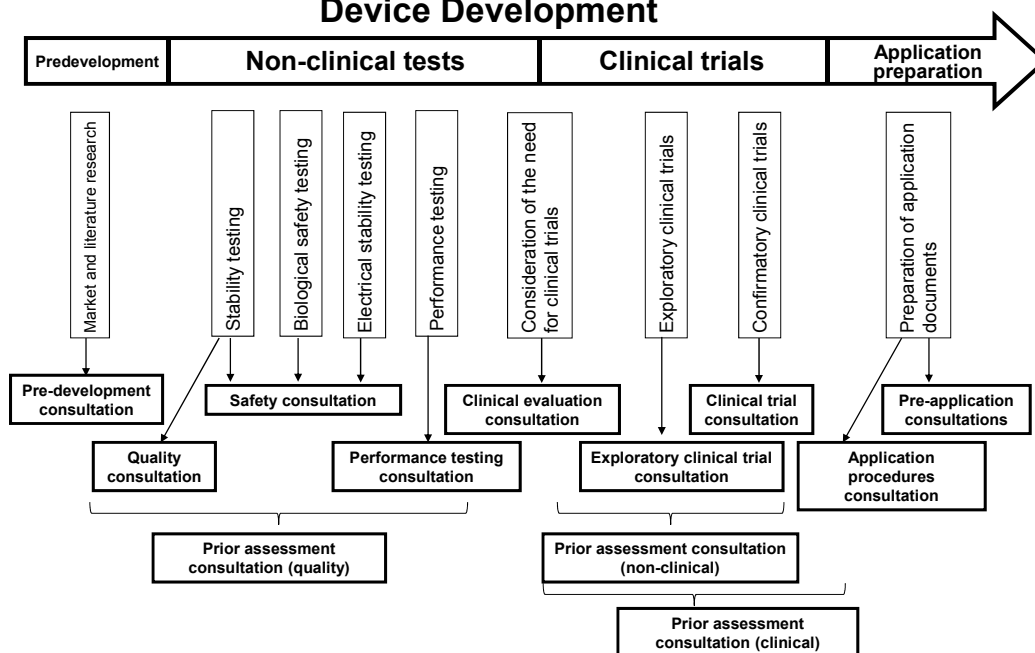 Device Development
Predevelopment
Non-clinical tests
Clinical trials
Application
preparation
Market and literature research
Stability testing
Biological safety testing
Electrical stability testing
Performance testing
Consideration of the need
for clinical trials
Exploratory clinical trials
Confirmatory clinical trials
Preparation of application
documents
Pre-development
consultation
Safety consultation
Clinical evaluation
consultation
Clinical trial
consultation
Pre-application
consultations
Quality
consultation
Performance testing
consultation
Exploratory clinical trial
consultation
Application
procedures
consultation
Prior assessment
consultation (quality)
Prior assessment consultation
(non-clinical)
Prior assessment
consultation (clinical)